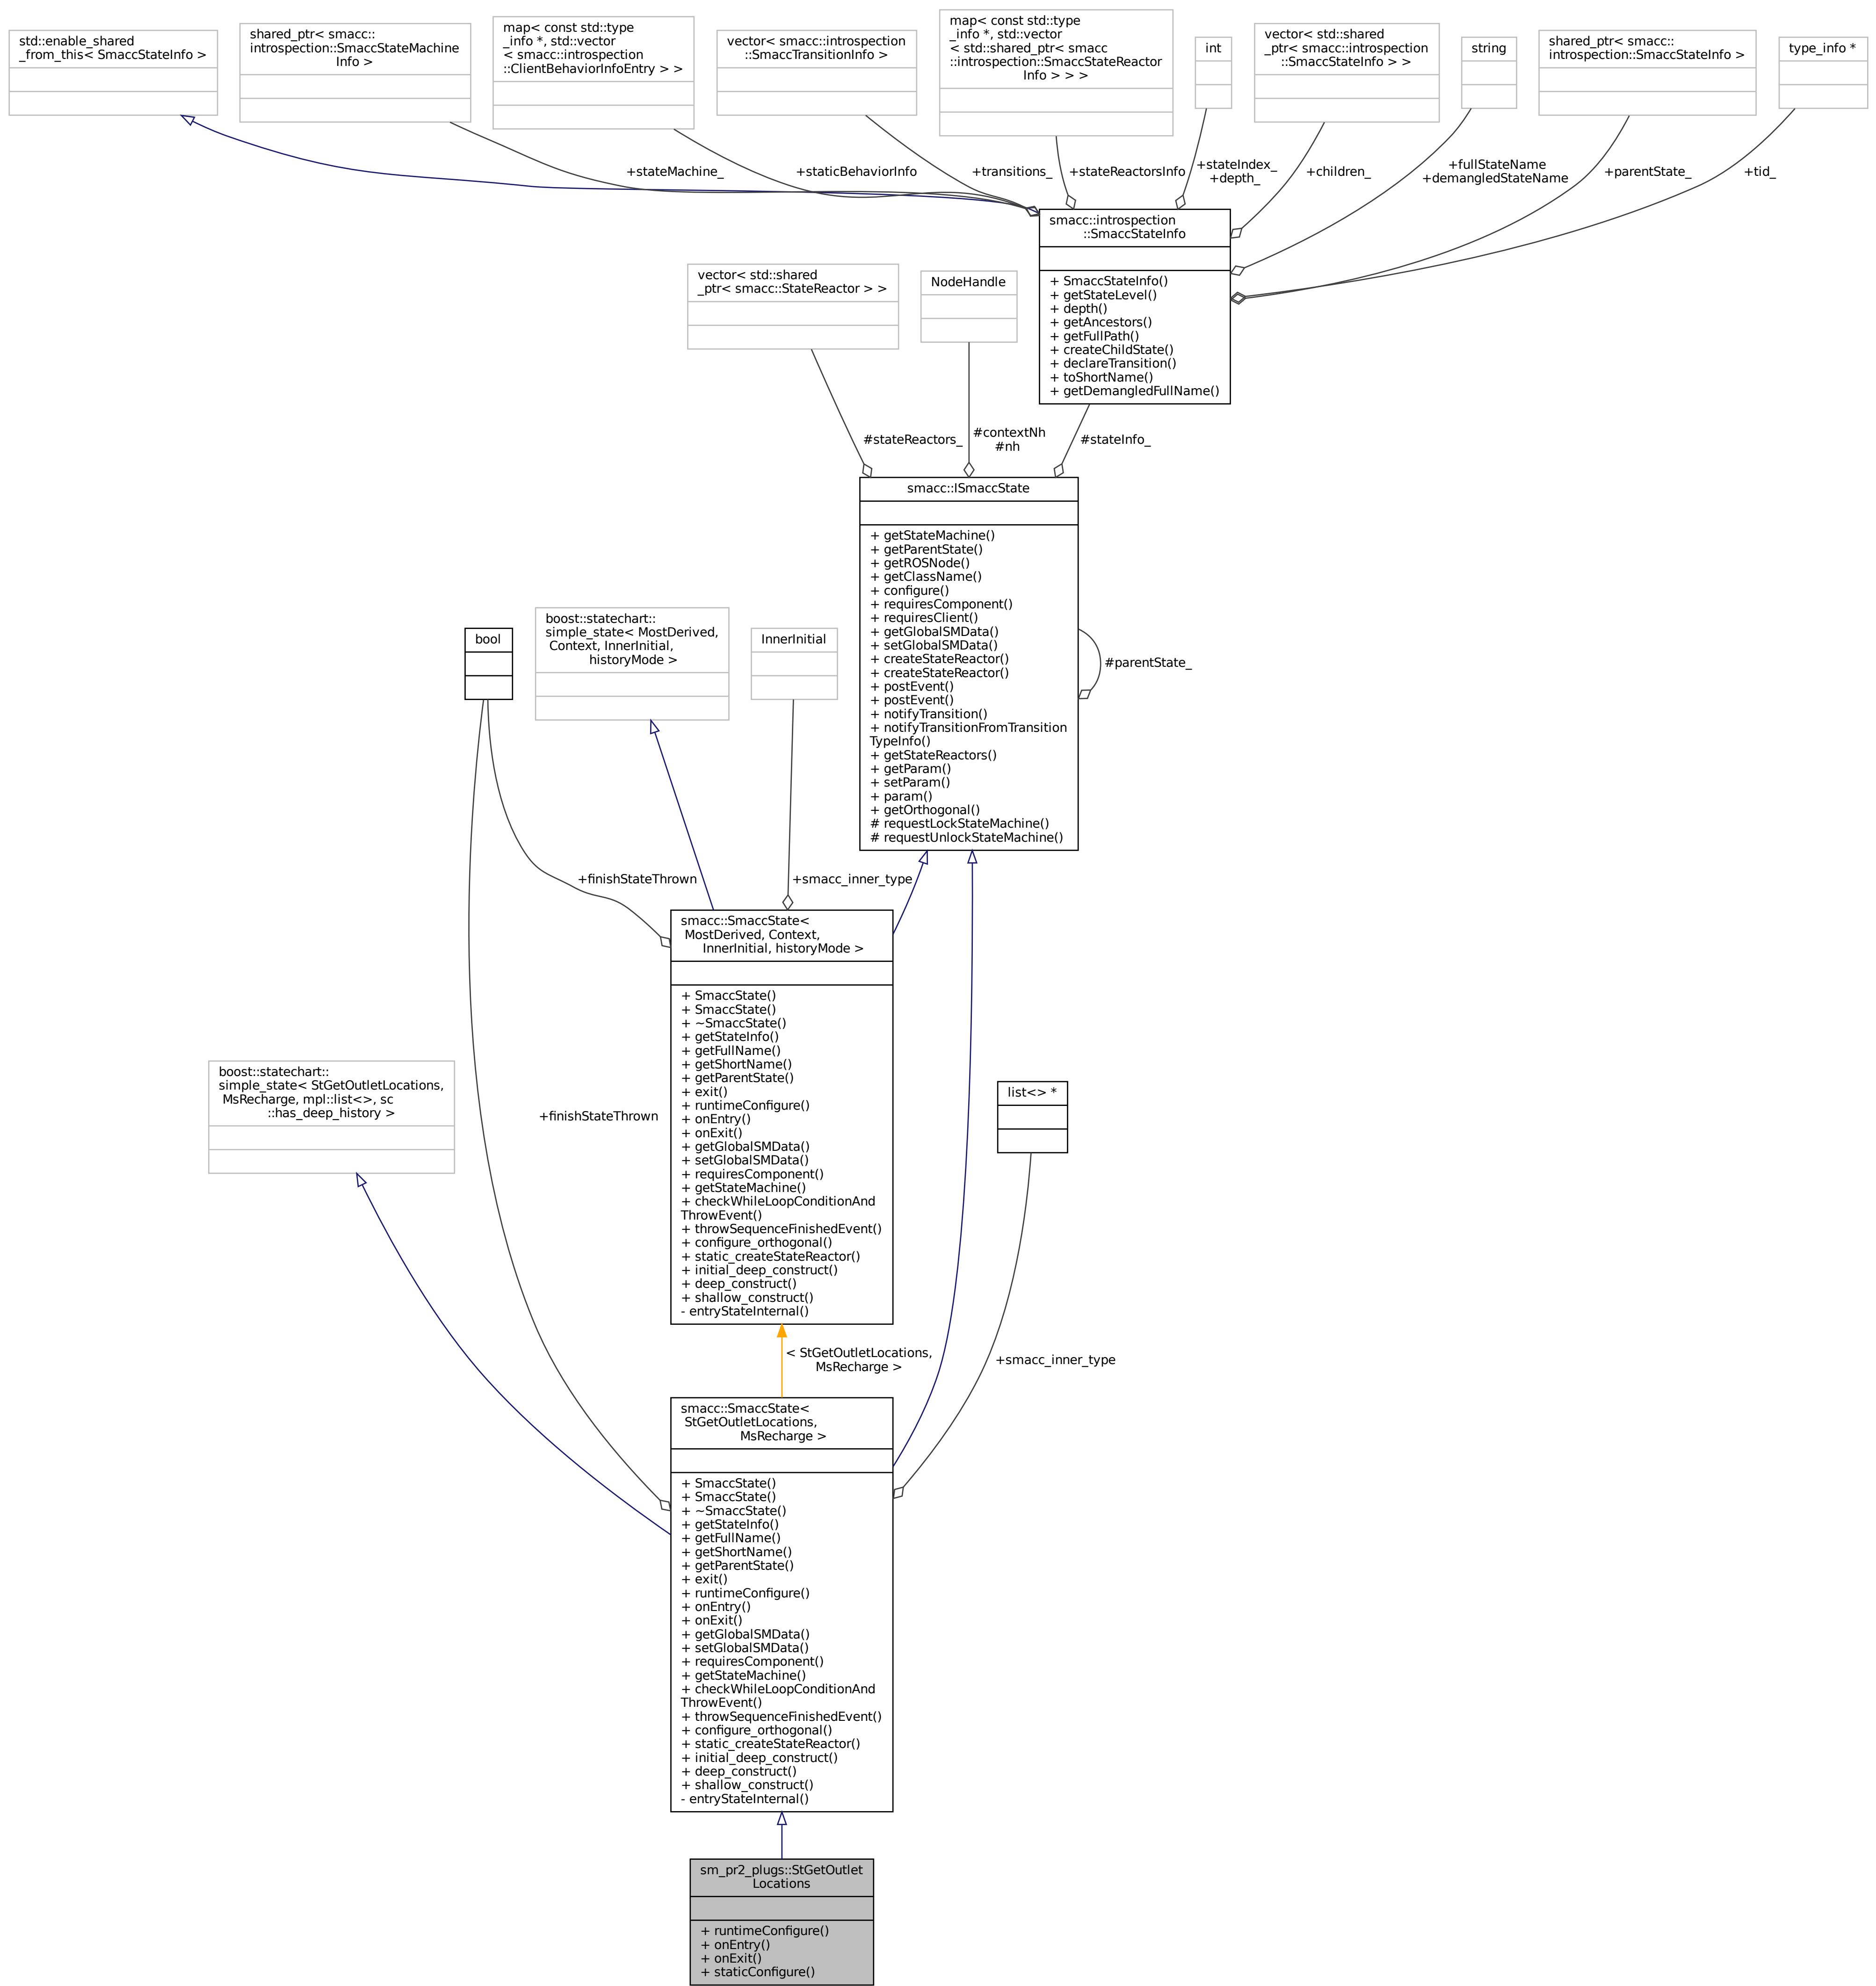 std::enable_shared
_from_this< SmaccStateInfo >
shared_ptr< smacc::
introspection::SmaccStateMachine
Info >
map< const std::type
_info *, std::vector
< smacc::introspection
::ClientBehaviorInfoEntry > >
vector< smacc::introspection
::SmaccTransitionInfo >
map< const std::type
_info *, std::vector
< std::shared_ptr< smacc
::introspection::SmaccStateReactor
Info > > >
int
vector< std::shared
_ptr< smacc::introspection
::SmaccStateInfo > >
string
shared_ptr< smacc::
introspection::SmaccStateInfo >
type_info *
+stateMachine_
+staticBehaviorInfo
+transitions_
+stateReactorsInfo
+stateIndex_
+depth_
+children_
+fullStateName
+demangledStateName
+parentState_
+tid_
smacc::introspection
::SmaccStateInfo
+ SmaccStateInfo()
+ getStateLevel()
+ depth()
+ getAncestors()
+ getFullPath()
+ createChildState()
+ declareTransition()
+ toShortName()
+ getDemangledFullName()
vector< std::shared
_ptr< smacc::StateReactor > >
NodeHandle
#stateReactors_
#contextNh
#nh
#stateInfo_
smacc::ISmaccState
+ getStateMachine()
+ getParentState()
+ getROSNode()
+ getClassName()
+ configure()
+ requiresComponent()
+ requiresClient()
+ getGlobalSMData()
+ setGlobalSMData()
+ createStateReactor()
+ createStateReactor()
+ postEvent()
+ postEvent()
+ notifyTransition()
+ notifyTransitionFromTransition
TypeInfo()
+ getStateReactors()
+ getParam()
+ setParam()
+ param()
+ getOrthogonal()
# requestLockStateMachine()
# requestUnlockStateMachine()
#parentState_
bool
boost::statechart::
simple_state< MostDerived,
Context, InnerInitial,
historyMode >
InnerInitial
+finishStateThrown
+smacc_inner_type
smacc::SmaccState<
MostDerived, Context,
InnerInitial, historyMode >
+ SmaccState()
+ SmaccState()
+ ~SmaccState()
+ getStateInfo()
+ getFullName()
+ getShortName()
+ getParentState()
+ exit()
+ runtimeConfigure()
+ onEntry()
+ onExit()
+ getGlobalSMData()
+ setGlobalSMData()
+ requiresComponent()
+ getStateMachine()
+ checkWhileLoopConditionAnd
ThrowEvent()
+ throwSequenceFinishedEvent()
+ configure_orthogonal()
+ static_createStateReactor()
+ initial_deep_construct()
+ deep_construct()
+ shallow_construct()
- entryStateInternal()
boost::statechart::
simple_state< StGetOutletLocations,
MsRecharge, mpl::list<>, sc
::has_deep_history >
+finishStateThrown
list<> *
< StGetOutletLocations,
MsRecharge >
+smacc_inner_type
smacc::SmaccState<
StGetOutletLocations,
MsRecharge >
+ SmaccState()
+ SmaccState()
+ ~SmaccState()
+ getStateInfo()
+ getFullName()
+ getShortName()
+ getParentState()
+ exit()
+ runtimeConfigure()
+ onEntry()
+ onExit()
+ getGlobalSMData()
+ setGlobalSMData()
+ requiresComponent()
+ getStateMachine()
+ checkWhileLoopConditionAnd
ThrowEvent()
+ throwSequenceFinishedEvent()
+ configure_orthogonal()
+ static_createStateReactor()
+ initial_deep_construct()
+ deep_construct()
+ shallow_construct()
- entryStateInternal()
sm_pr2_plugs::StGetOutlet
Locations
+ runtimeConfigure()
+ onEntry()
+ onExit()
+ staticConfigure()